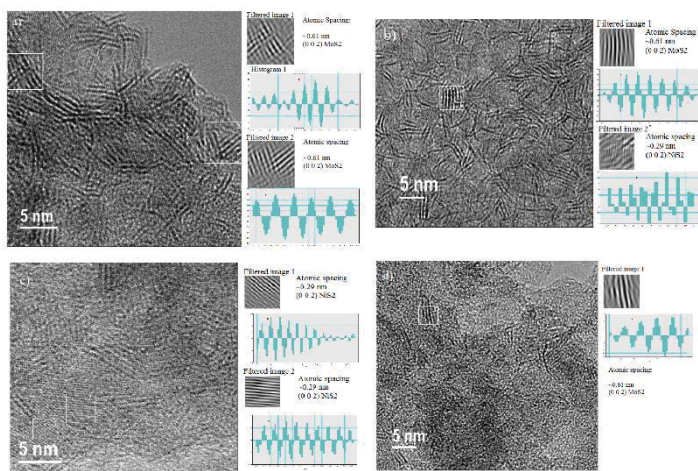 a)
Filtered image 1
Atomic Spacing:
~0.61 nm
(0 0 2) MoS2
Histogram 1
Filtered image 2
Atomic spacing
~0.61 nm
(0 0 2) MoS2
5 nm
b)
Filtered image 1
Atomic Spacing
~0.61 nm
(0 0 2) MoS2
Filtered image 2
Atomic spacing
~0.29 nm
(0 0 2) NiS2
5 nm
c)
Filtered image 1
Atomic spacing
~0.29 nm
(0 0 2) NiS2
Filtered image 2
Atomic spacing
~0.29 nm
(0 0 2) NiS2
5 nm
d)
Filtered image 1
Atomic spacing:
~0.61 nm
(0 0 2) MoS2
5 nm